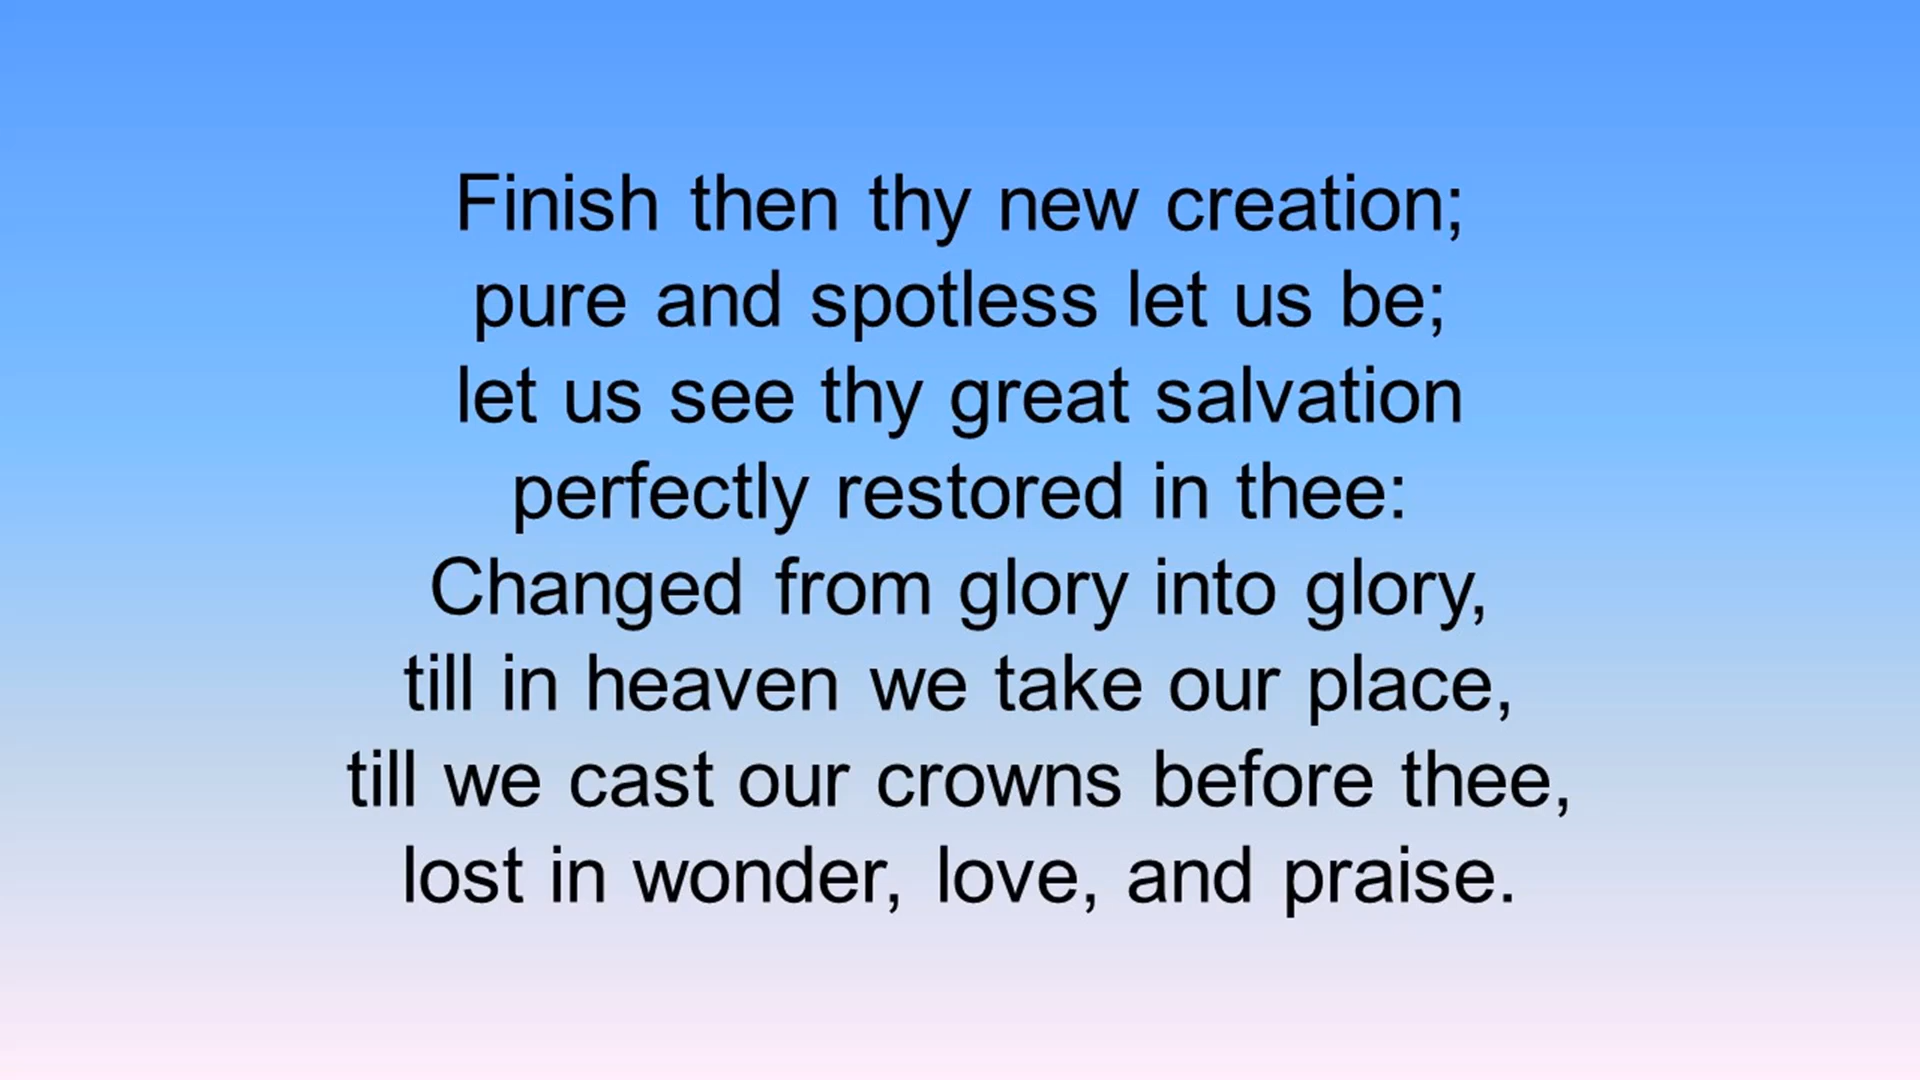 Finish then thy new creation;
pure and spotless let us be;
let us see thy great salvation
perfectly restored in thee:
Changed from glory into glory,
till in heaven we take our place,
till we cast our crowns before thee,
lost in wonder, love, and praise.